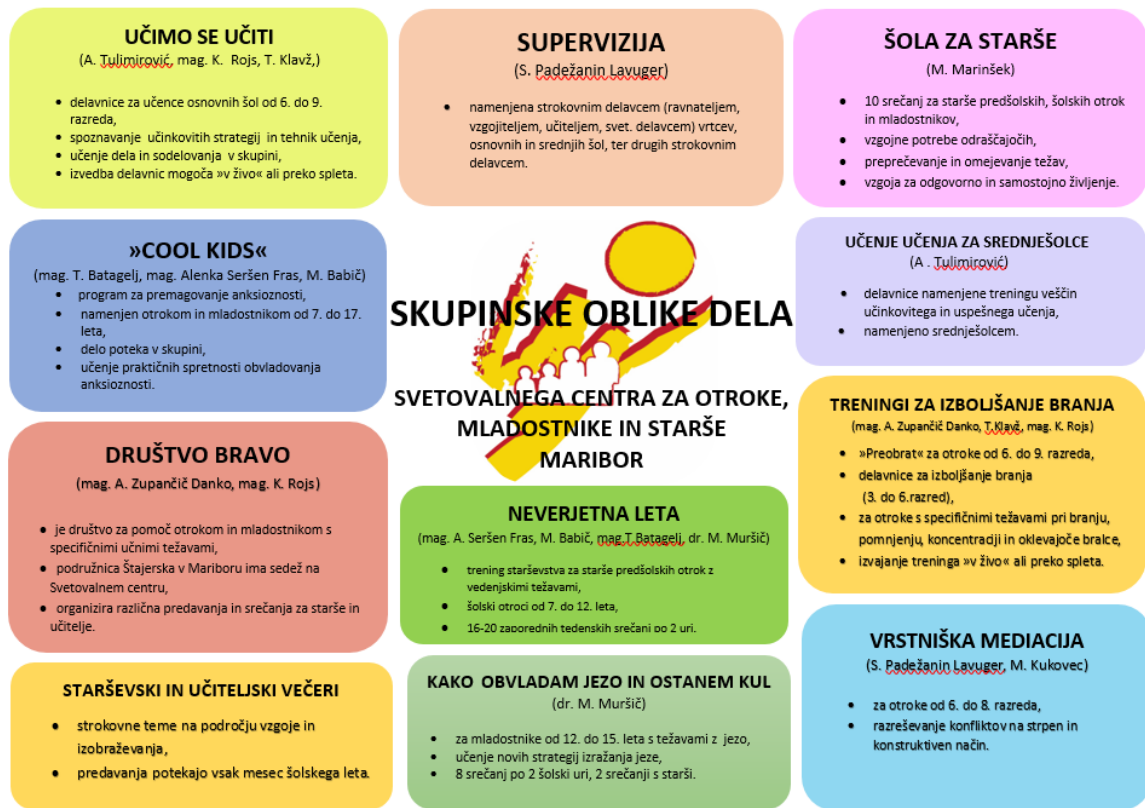 UČIMO SE UČITI
(A. Tulimirović, mag. K. Rojs, T. Klavž,)
• delavnice za učence osnovnih šol od 6. do 9.
razreda,
• spoznavanje učinkovitih strategij in tehnik učenja,
• učenje dela in sodelovanja v skupini,
• izvedba delavnic mogoča »v živo« ali preko spleta.
SUPERVIZIJA
(S. Padežanin Lavuger)
• namenjena strokovnim delavcem (ravnateljem,
vzgojiteljem, učiteljem, svet. delavcem) vrtcev,
osnovnih in srednjih šol, ter drugih strokovnim
delavcem.
ŠOLA ZA STARŠE
(M. Marinšek)
• 10 srečanj za starše predšolskih, šolskih otrok
in mladostnikov,
• vzgojne potrebe odraščajočih,
• preprečevanje in omejevanje težav,
• vzgoja za odgovorno in samostojno življenje.
»COOL KIDS«
(mag. T. Batagelj, mag. Alenka Seršen Fras, M. Babič)
• program za premagovanje anksioznosti,
• namenjen otrokom in mladostnikom od 7. do 17.
leta,
• delo poteka v skupini,
• učenje praktičnih spretnosti obvladovanja
anksioznosti.
SKUPINSKE OBLIKE DELA
SVETOVALNEGA CENTRA ZA OTROKE,
MLADOSTNIKE IN STARŠE
MARIBOR
UČENJE UČENJA ZA SREDNJEŠOLCE
(A . Tulimirović)
• delavnice namenjene treningu veščin
učinkovitega in uspešnega učenja,
• namenjeno srednješolcem.
DRUŠTVO BRAVO
(mag. A. Zupančič Danko, mag. K. Rojs)
• je društvo za pomoč otrokom in mladostnikom s
specifičnimi učnimi težavami,
• podružnica Štajerska v Mariboru ima sedež na
Svetovalnem centru,
• organizira različna predavanja in srečanja za starše in
učitelje.
NEVERJETNA LETA
(mag. A. Seršen Fras, M. Babič, mag.T.Batagelj, dr. M. Muršič)
• trening starševstva za starše predšolskih otrok z
vedenjskimi težavami,
• šolski otroci od 7. do 12. leta,
• 16-20 zaporednih tedenskih srečanj po 2 uri.
TRENINGI ZA IZBOLJŠANJE BRANJA
(mag. A. Zupančič Danko, T.Klavž, mag. K. Rojs)
• »Preobrat« za otroke od 6. do 9. razreda,
• delavnice za izboljšanje branja
(3. do 6.razred),
• za otroke s specifičnimi težavami pri branju,
pomnjenju, koncentraciji in oklevajoče bralce,
• izvajanje treninga »v živo« ali preko spleta.
STARŠEVSKI IN UČITELJSKI VEČERI
• strokovne teme na področju vzgoje in
izobraževanja,
• predavanja potekajo vsak mesec šolskega leta.
KAKO OBVLADAM JEZO IN OSTANEM KUL
(dr. M. Muršič)
• za mladostnike od 12. do 15. leta s težavami z jezo,
• učenje novih strategij izražanja jeze,
• 8 srečanj po 2 šolski uri, 2 srečanji s starši.
VRSTNIŠKA MEDIACIJA
(S. Padežanin Lavuger, M. Kukovec)
• za otroke od 6. do 8. razreda,
• razreševanje konfliktov na strpen in
konstruktiven način.